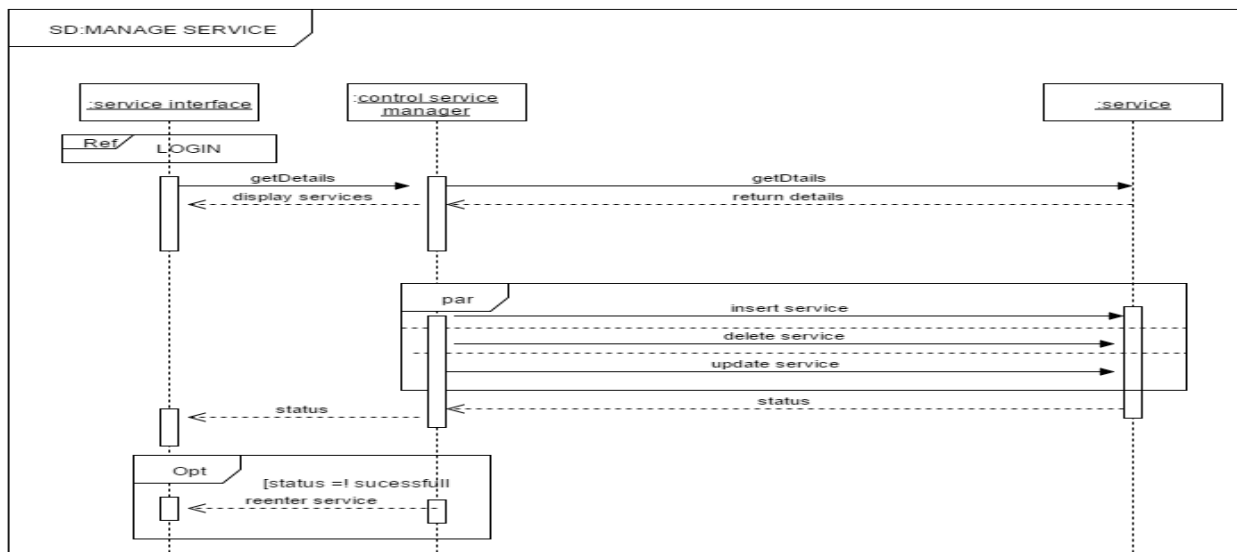 SD:MANAGE SERVICE
:service interface
:control service
manager
:service
Ref
LOGIN
getDetails
getDtails
display services
return details
par
insert service
delete service
update service
status
status
Opt
[status =! sucessfull
reenter service